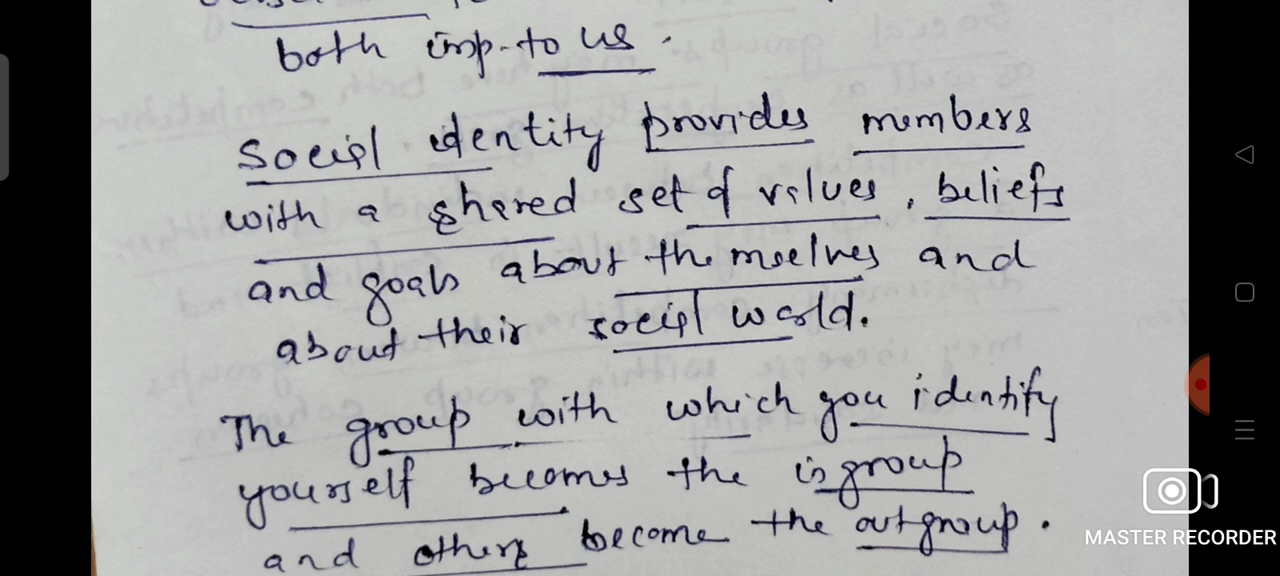 both imp. to us.
Social identity provides members
with a shared set of values, beliefs
and goals about themselves and
about their social world.
The group with which you identify
yourself becomes the ingroup
and others become the outgroup.
MASTER RECORDER